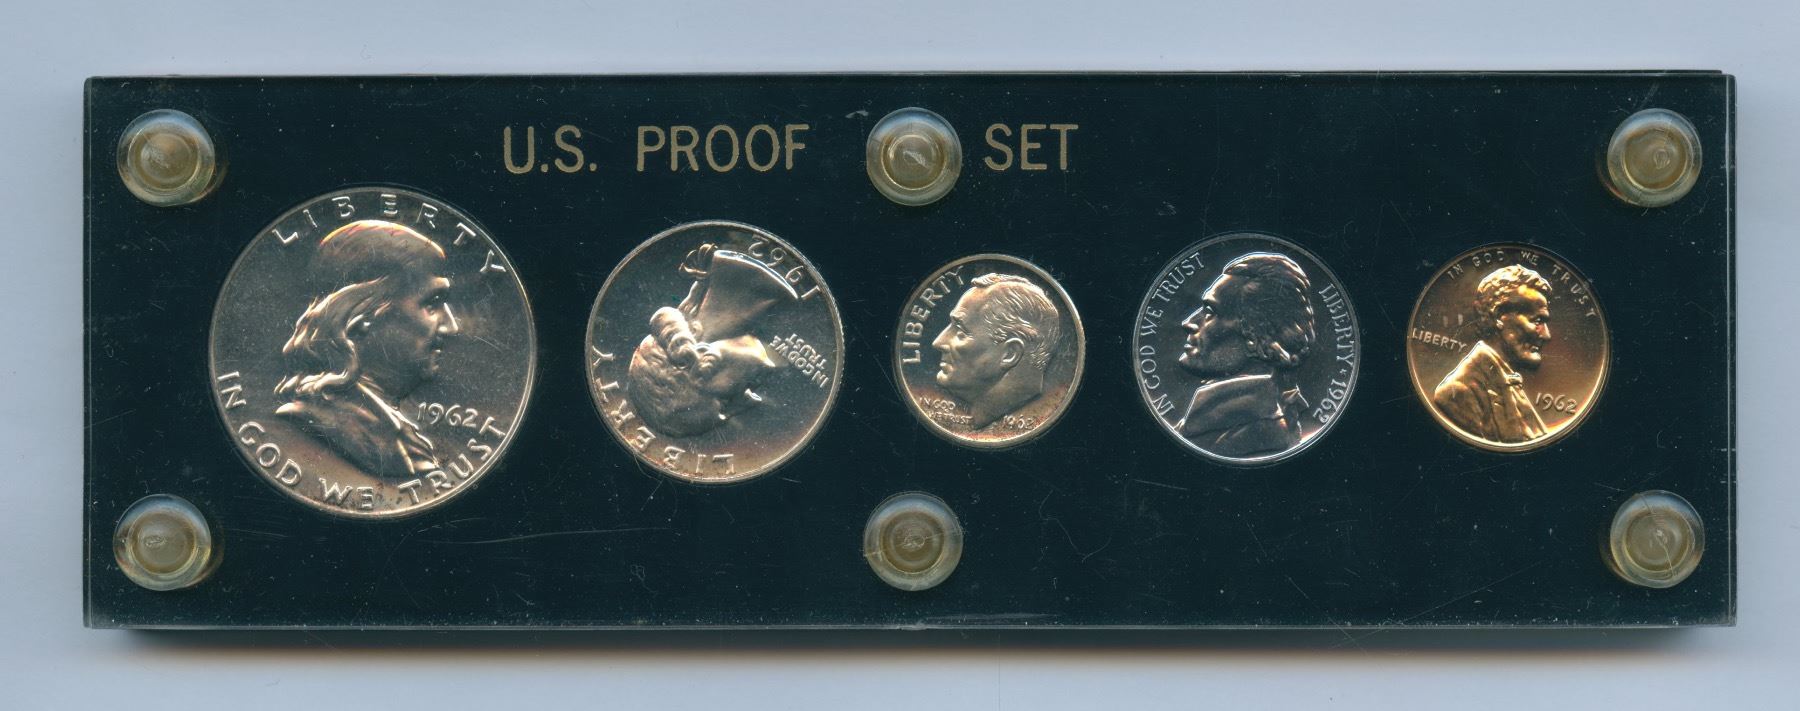 U.S. PROOF SET
LIBERTY
1962
IN GOD WE TRUST
LIBERTY
IN GOD WE
TRUST
1962
LIBERTY
IN GOD
WE TRUST
1962
IN GOD WE TRUST
LIBERTY ★ 1962
IN GOD WE TRUST
LIBERTY
1962